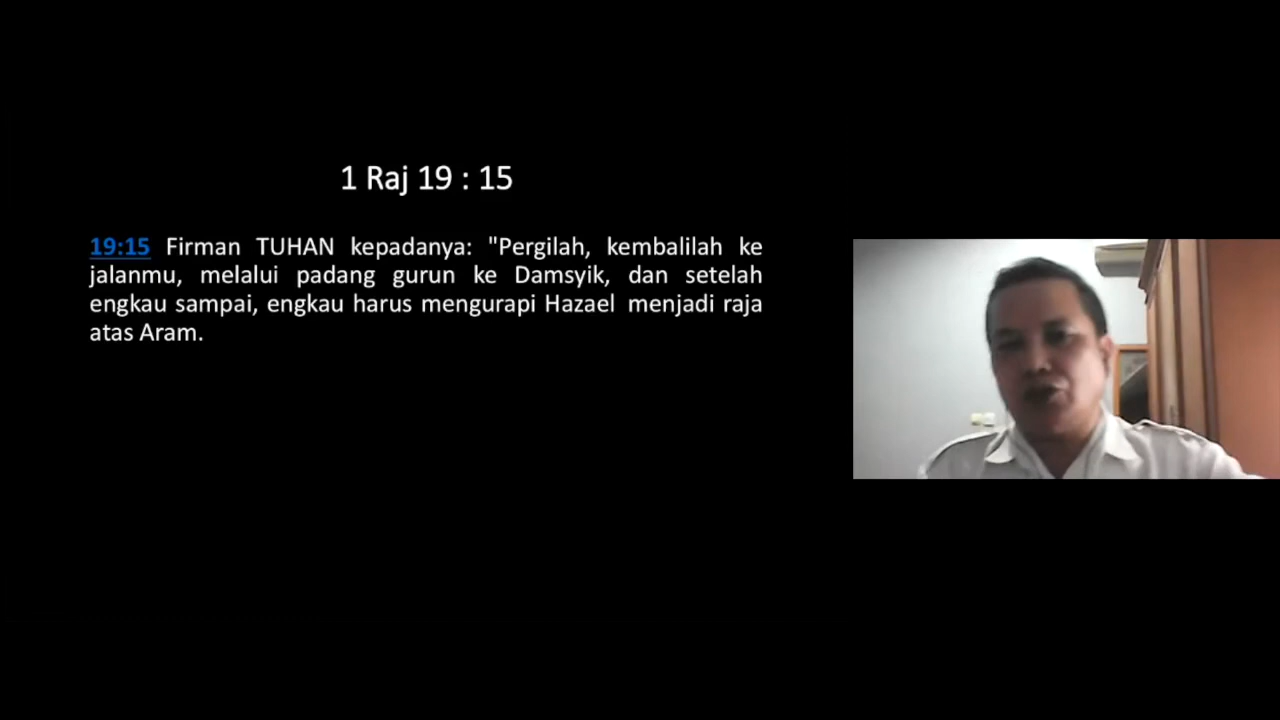 1 Raj 19 : 15
19:15 Firman TUHAN kepadanya: "Pergilah, kembalilah ke
jalanmu, melalui padang gurun ke Damsyik, dan setelah
engkau sampai, engkau harus mengurapi Hazael menjadi raja
atas Aram.